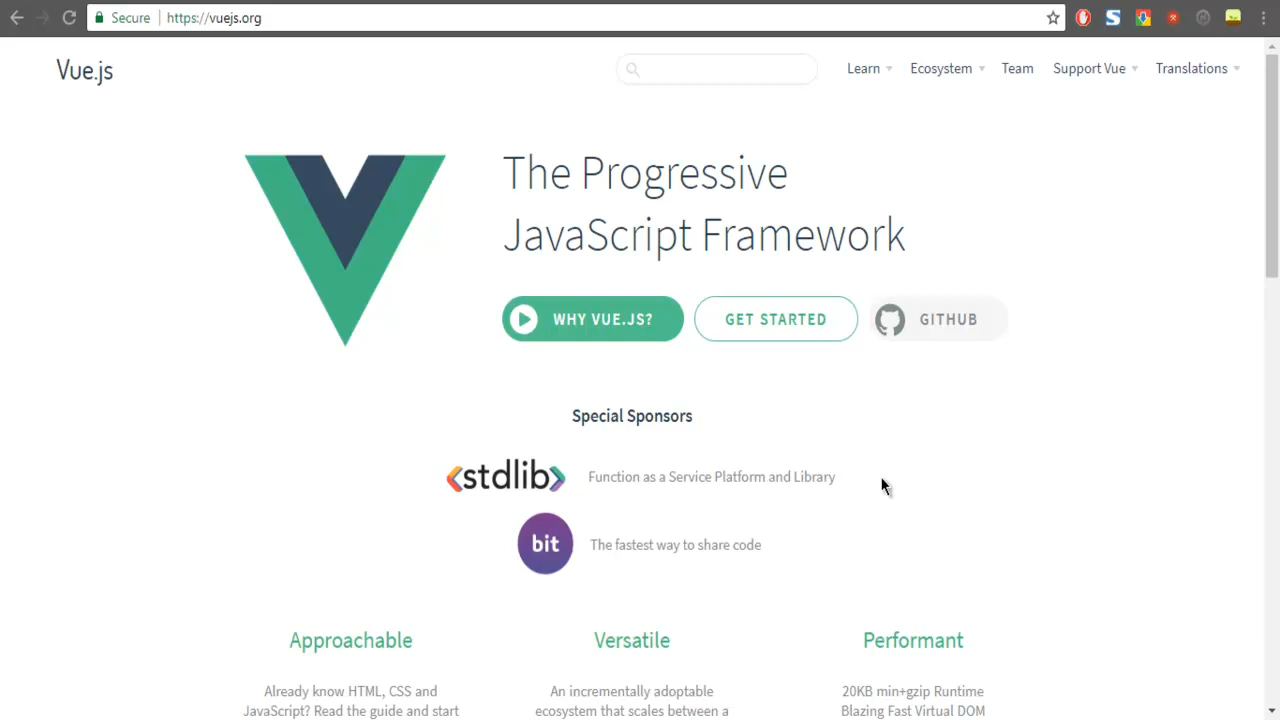 Secure https://vuejs.org
Vue.js
Learn Ecosystem Team Support Vue Translations
The Progressive
JavaScript Framework
WHY VUE.JS? GET STARTED GITHUB
Special Sponsors
<stdlib> Function as a Service Platform and Library
bit The fastest way to share code
Approachable Versatile Performant
Already know HTML, CSS and An incrementally adoptable 20KB min+gzip Runtime
JavaScript? Read the guide and start ecosystem that scales between a Blazing Fast Virtual DOM